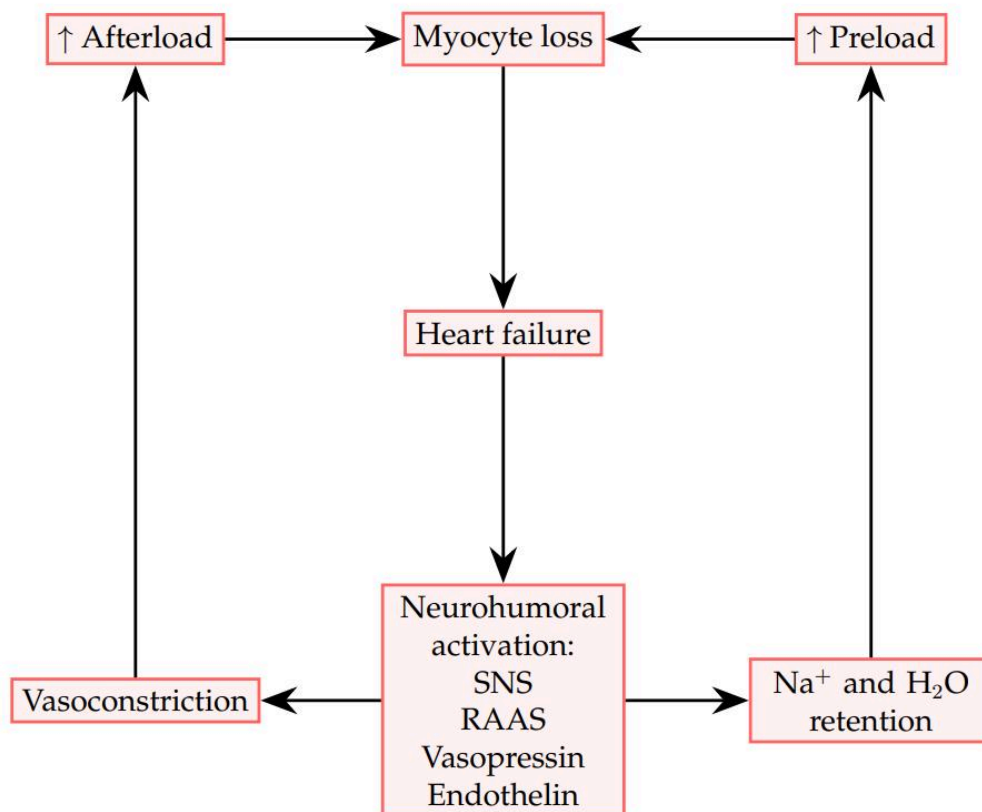 ↑ Afterload
Myocyte loss
↑ Preload
Heart failure
Neurohumoral
activation:
SNS
RAAS
Vasopressin
Endothelin
Vasoconstriction
Na⁺ and H₂O
retention